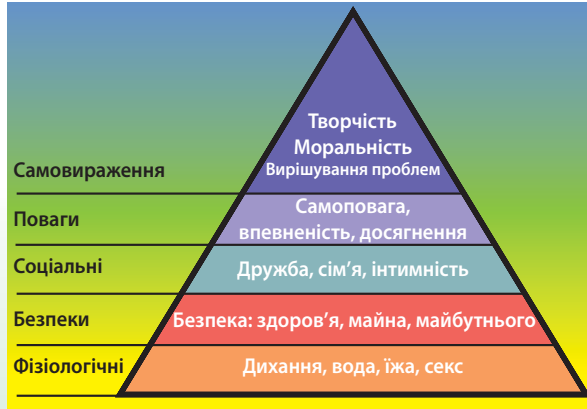 Творчість
Моральність
Самовираження
Вирішування проблем
Поваги
Самоповага,
впевненість, досягнення
Соціальні
Дружба, сім’я, інтимність
Безпеки
Безпека: здоров’я, майна, майбутнього
Фізіологічні
Дихання, вода, їжа, секс